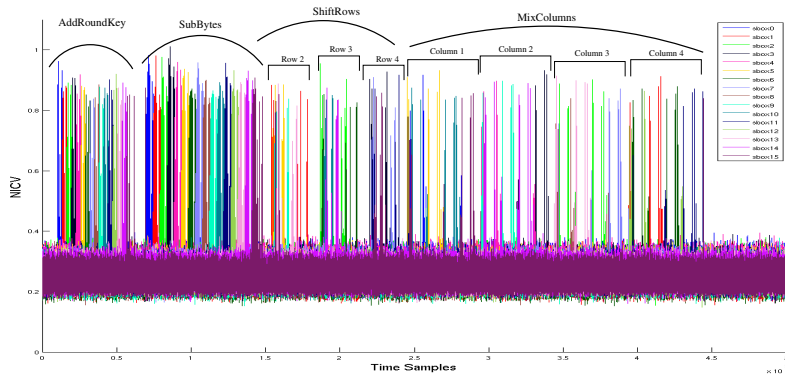 ShiftRows
AddRoundKey
SubBytes
MixColumns
Row 2
Row 3
Row 4
Column 1
Column 2
Column 3
Column 4
sbox0
sbox1
sbox2
sbox3
sbox4
sbox5
sbox6
sbox7
sbox8
sbox9
sbox10
sbox11
sbox12
sbox13
sbox14
sbox15
NICV
1
0.8
0.6
0.4
0.2
0
0 0.5 1 1.5 2 2.5 3 3.5 4 4.5 5
Time Samples
× 10